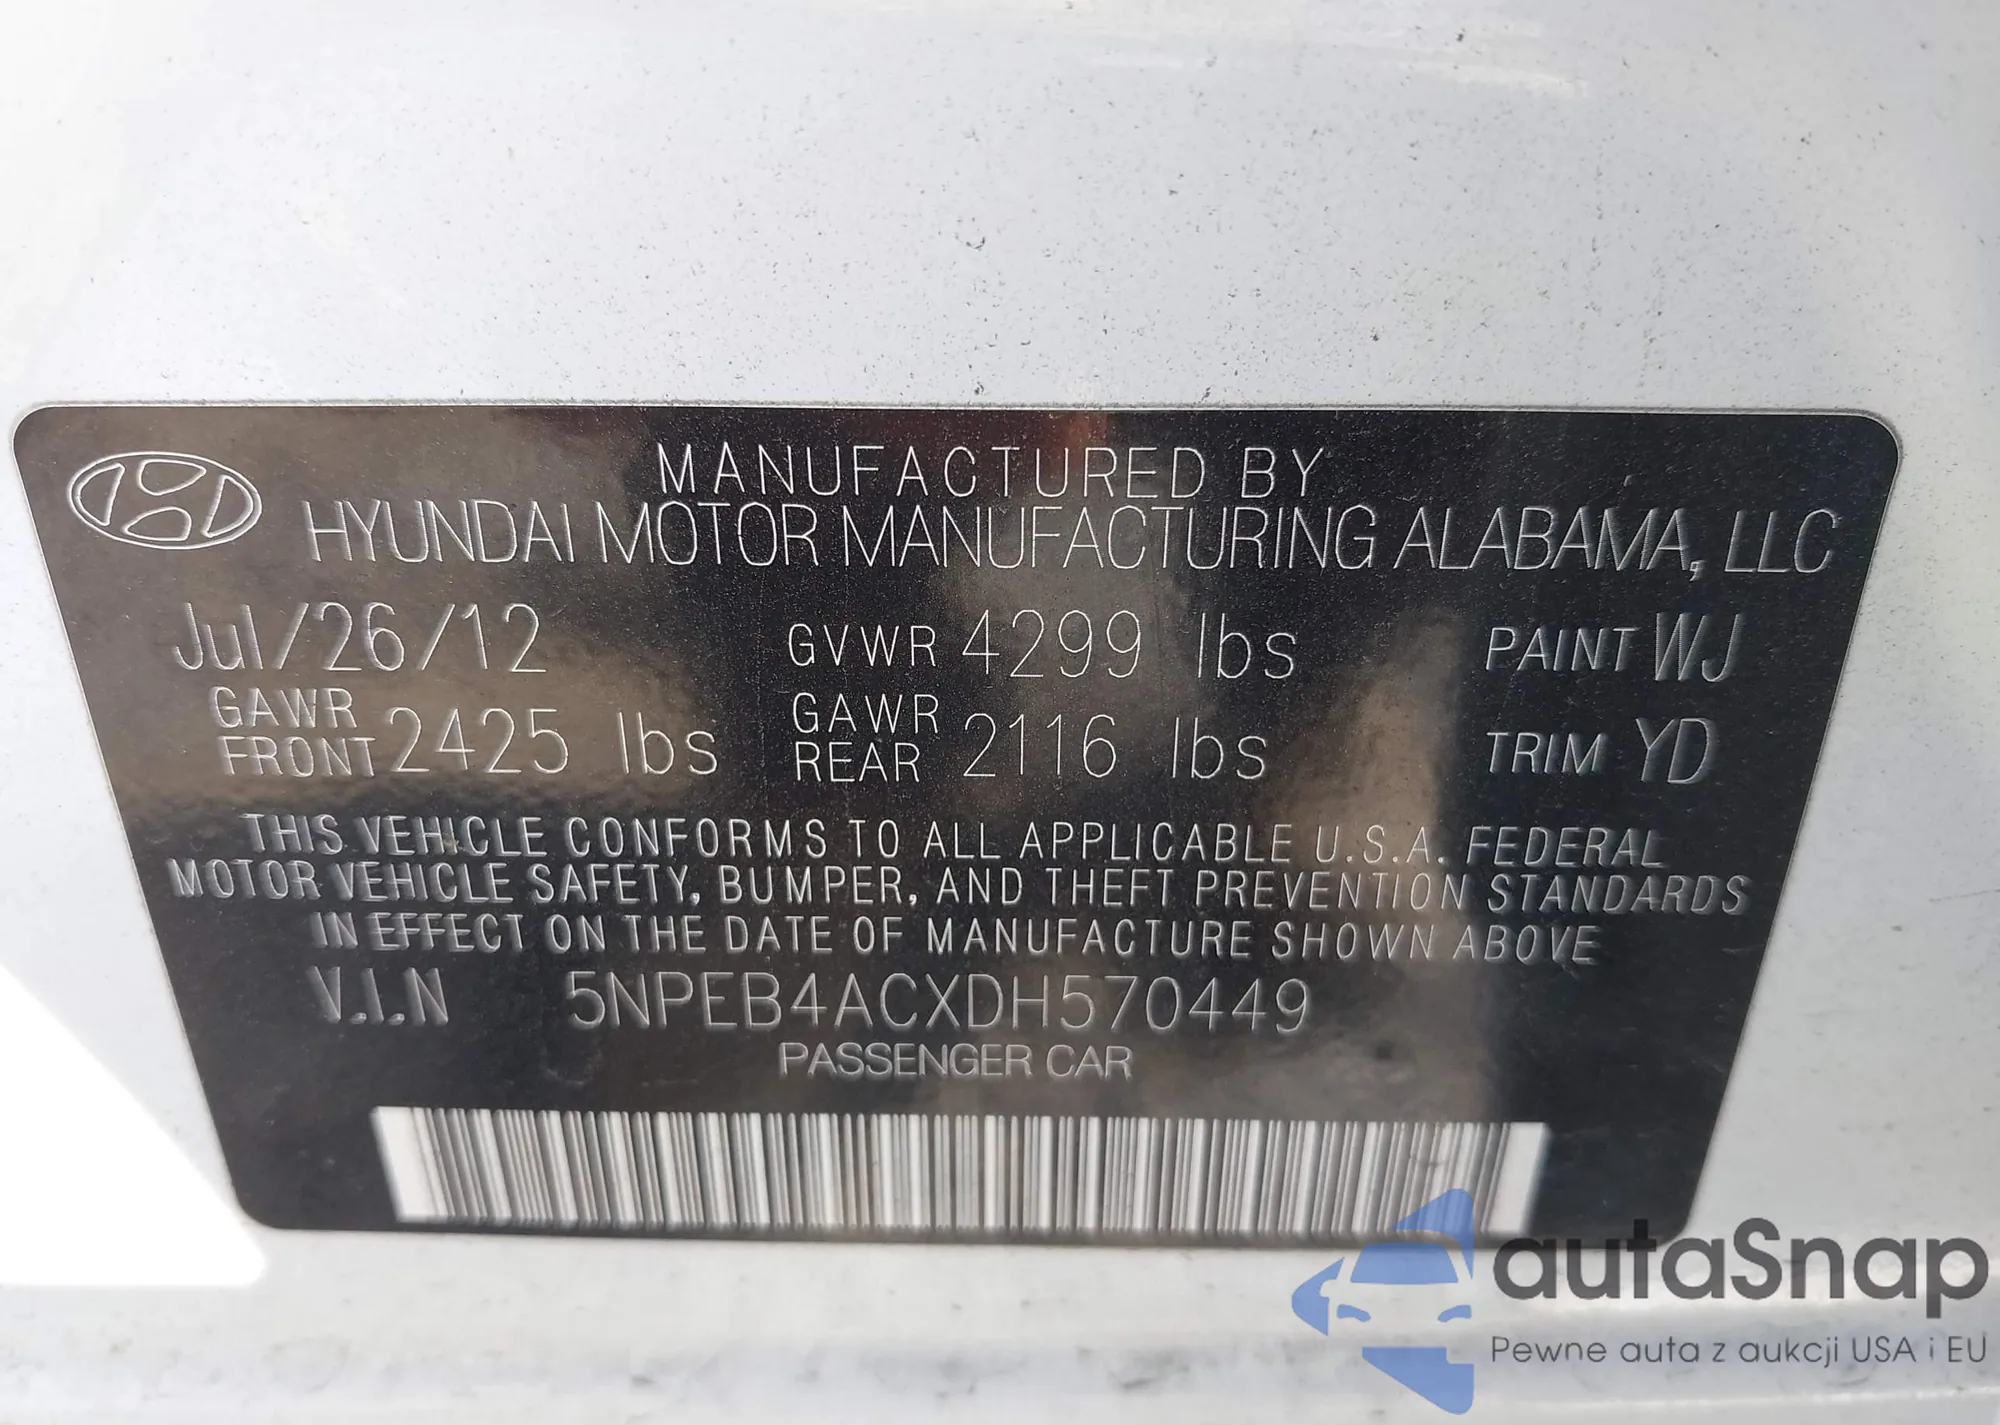 MANUFACTURED BY
HYUNDAI MOTOR MANUFACTURING ALABAMA, LLC
Jul/26/12 GVWR 4299 lbs PAINT WJ
GAWR FRONT 2425 lbs GAWR REAR 2116 lbs TRIM YD
THIS VEHICLE CONFORMS TO ALL APPLICABLE U.S.A. FEDERAL
MOTOR VEHICLE SAFETY, BUMPER, AND THEFT PREVENTION STANDARDS
IN EFFECT ON THE DATE OF MANUFACTURE SHOWN ABOVE
V.I.N 5NPEB4ACXDH570449
PASSENGER CAR
autaSnap
Pewne auta z aukcji USA i EU